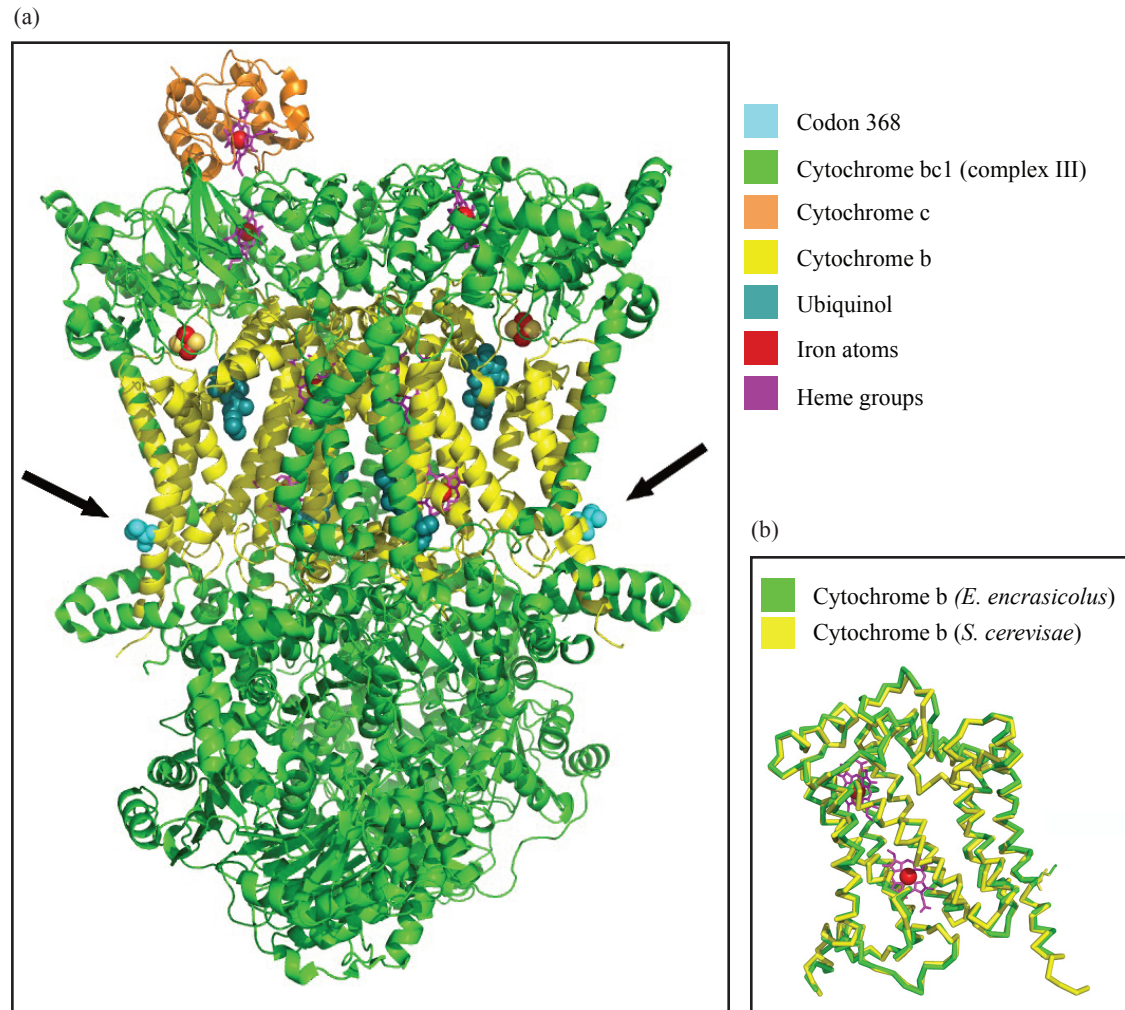 (a)
Codon 368
Cytochrome bc1 (complex III)
Cytochrome c
Cytochrome b
Ubiquinol
Iron atoms
Heme groups
(b)
Cytochrome b (E. encrasicolus)
Cytochrome b (S. cerevisae)